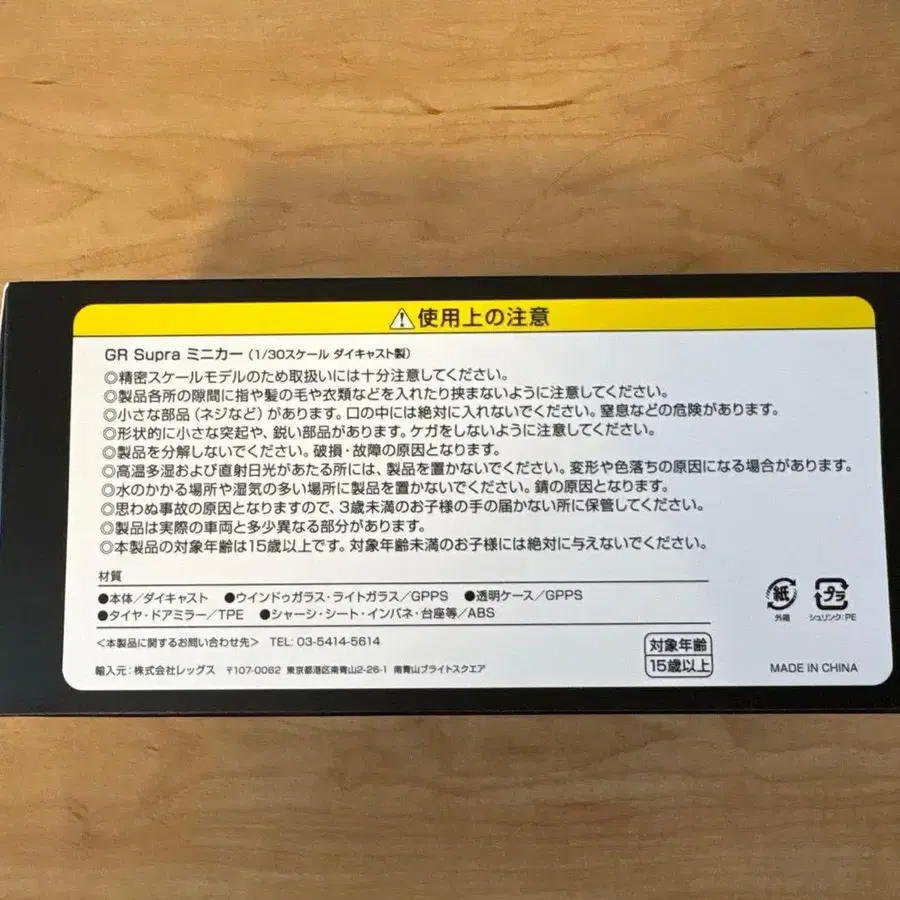 ⚠使用上の注意
GR Supra ミニカー（1/30スケール ダイキャスト製）
◎精密スケールモデルのため取扱いには十分注意してください。
◎製品各所の隙間に指や髪の毛や衣類などを入れたり挟まないように注意してください。
◎小さな部品（ネジなど）があります。口の中には絶対に入れないでください。窒息などの危険があります。
◎形状的に小さな突起や、鋭い部品があります。ケガをしないように注意してください。
◎製品を分解しないでください。破損・故障の原因となります。
◎高温多湿および直射日光があたる所には、製品を置かないでください。変形や色落ちの原因になる場合があります。
◎水のかかる場所や湿気の多い場所に製品を置かないでください。錆の原因となります。
◎思わぬ事故の原因となりますので、3歳未満のお子様の手の届かない所に保管してください。
◎製品は実際の車両と多少異なる部分があります。
◎本製品の対象年齢は15歳以上です。対象年齢未満のお子様には絶対に与えないでください。
材質
●本体／ダイキャスト ●ウインドゥガラス・ライトガラス／GPPS ●透明ケース／GPPS
●タイヤ・ドアミラー／TPE ●シャーシ・シート・インパネ・台座等／ABS
＜本製品に関するお問い合わせ先＞ TEL: 03-5414-5614
輸入元：株式会社レッグス 〒107-0062 東京都港区南青山2-26-1 南青山ブライトスクエア
対象年齢
15歳以上
紙
外箱
プラ
シュリンク：PE
MADE IN CHINA